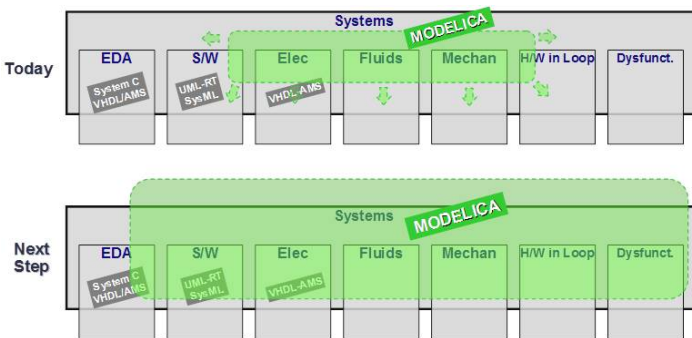 Systems
MODELICA
Today
EDA
S/W
Elec
Fluids
Mechan
H/W in Loop
Dysfunct.
System C
VHDL/AMS
UML-RT
SysML
VHDL-AMS
Systems
MODELICA
Next
Step
EDA
S/W
Elec
Fluids
Mechan
H/W in Loop
Dysfunct.
System C
VHDL/AMS
UML-RT
SysML
VHDL-AMS